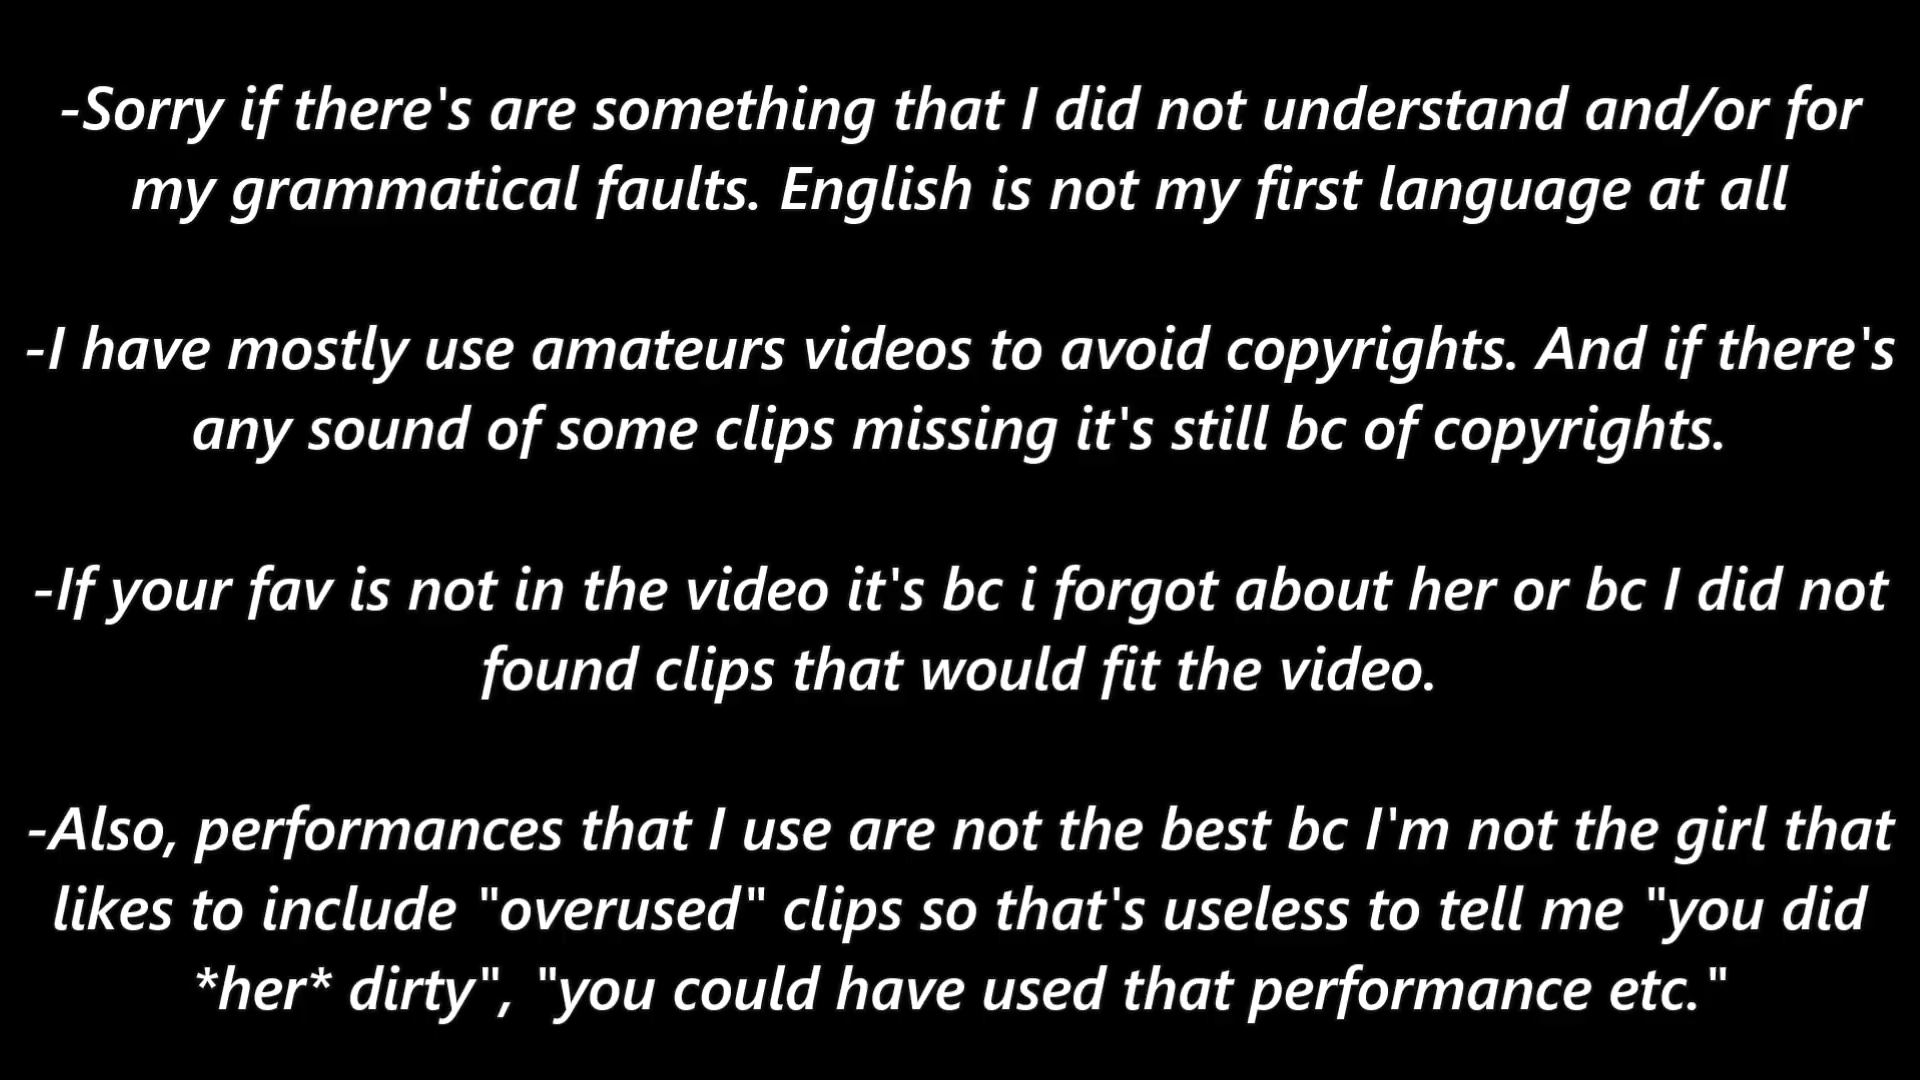 -Sorry if there's are something that I did not understand and/or for
my grammatical faults. English is not my first language at all
-I have mostly use amateurs videos to avoid copyrights. And if there's
any sound of some clips missing it's still bc of copyrights.
-If your fav is not in the video it's bc i forgot about her or bc I did not
found clips that would fit the video.
-Also, performances that I use are not the best bc I'm not the girl that
likes to include "overused" clips so that's useless to tell me "you did
*her* dirty", "you could have used that performance etc."